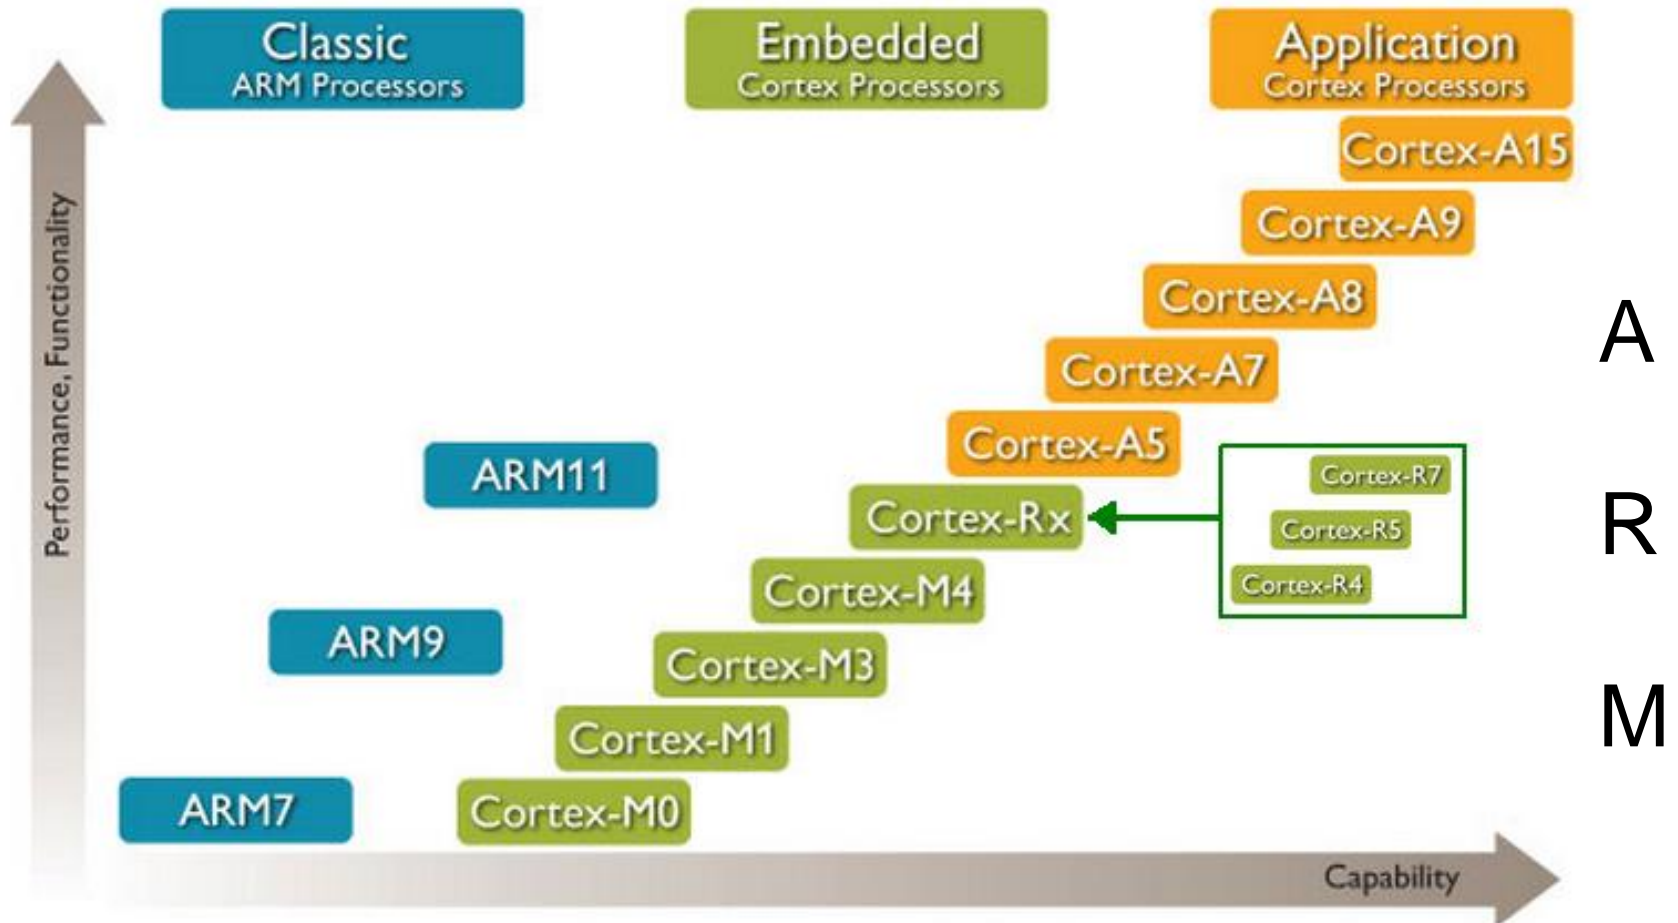 Classic
ARM Processors
Embedded
Cortex Processors
Application
Cortex Processors
Cortex-A15
Cortex-A9
Cortex-A8
Cortex-A7
Cortex-A5
ARM11
Cortex-Rx
Cortex-R7
Cortex-R5
Cortex-R4
Cortex-M4
ARM9
Cortex-M3
Cortex-M1
ARM7
Cortex-M0
Performance, Functionality
Capability
A
R
M